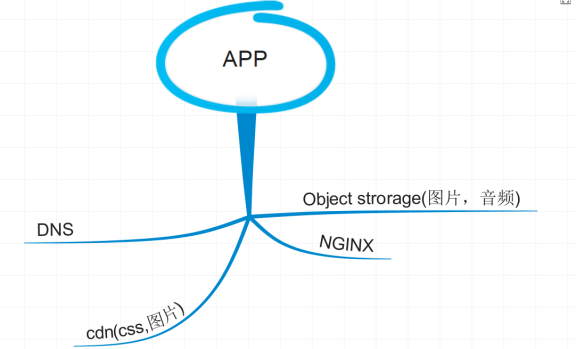 APP
Object strorage(图片，音频)
DNS
NGINX
cdn(css,图片)